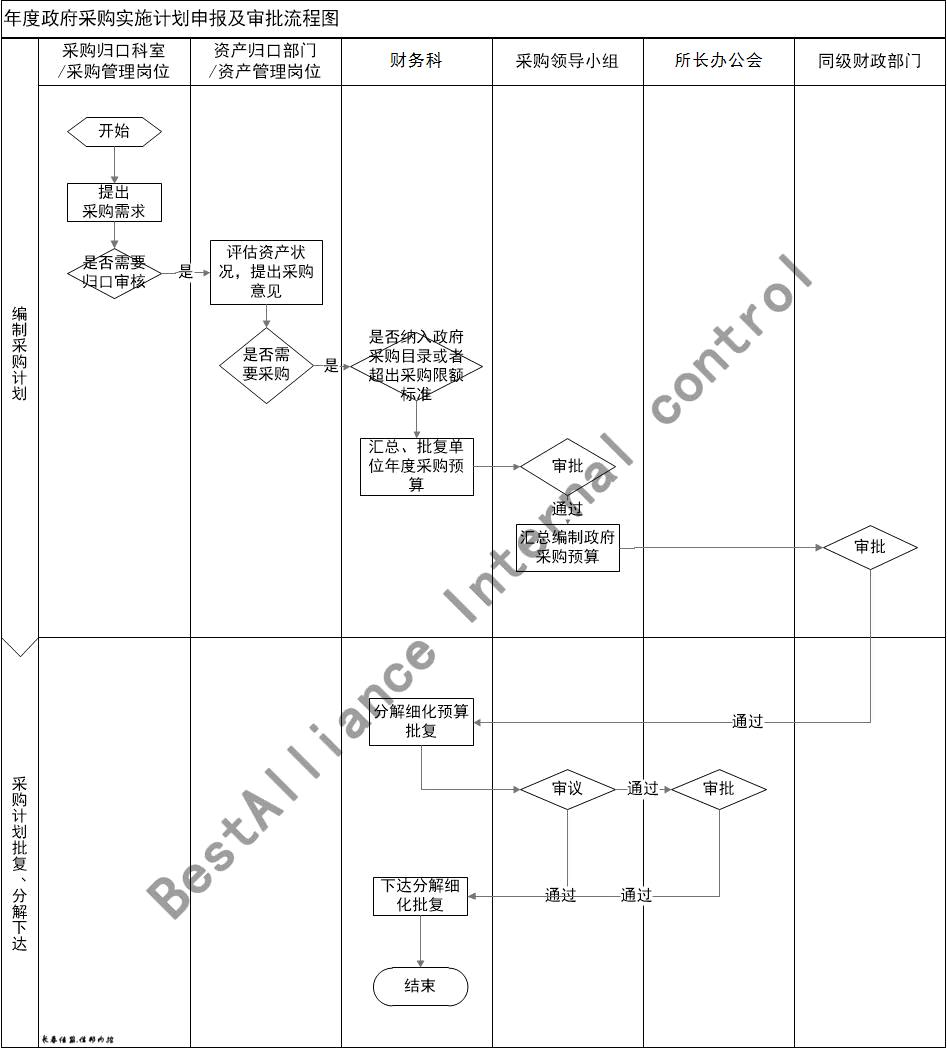 年度政府采购实施计划申报及审批流程图
采购归口科室
/采购管理岗位
资产归口部门
/资产管理岗位
财务科
采购领导小组
所长办公会
同级财政部门
编制采购计划
开始
提出
采购需求
是否需要
归口审核
是
评估资产状
况，提出采购
意见
是否需
要采购
是
是否纳入政府
采购目录或者
超出采购限额
标准
汇总、批复单
位年度采购预
算
审批
通过
汇总编制政府
采购预算
审批
采购计划批复、分解下达
通过
分解细化预算
批复
审议
通过
审批
下达分解细
化批复
通过
通过
结束
BestAlliance Internal control